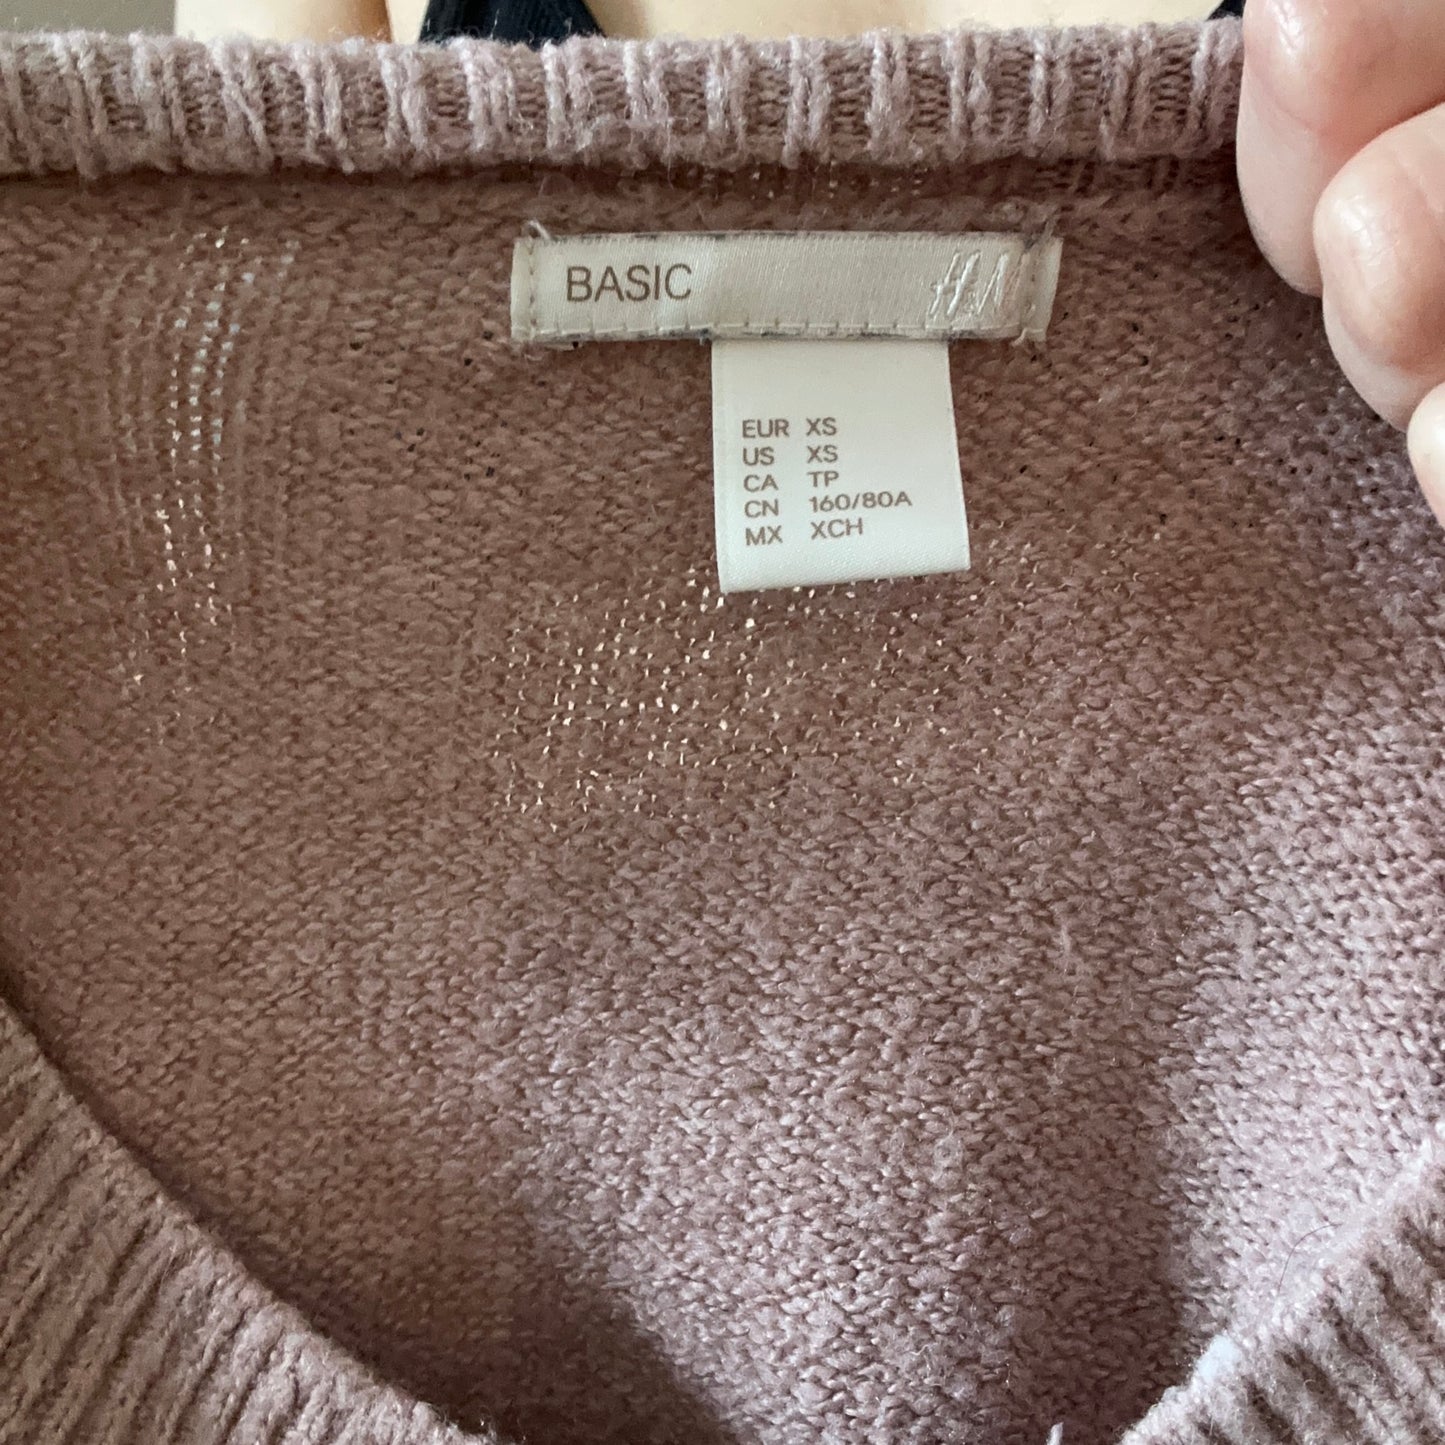 BASIC H&M
EUR XS
US XS
CA TP
CN 160/80A
MX XCH